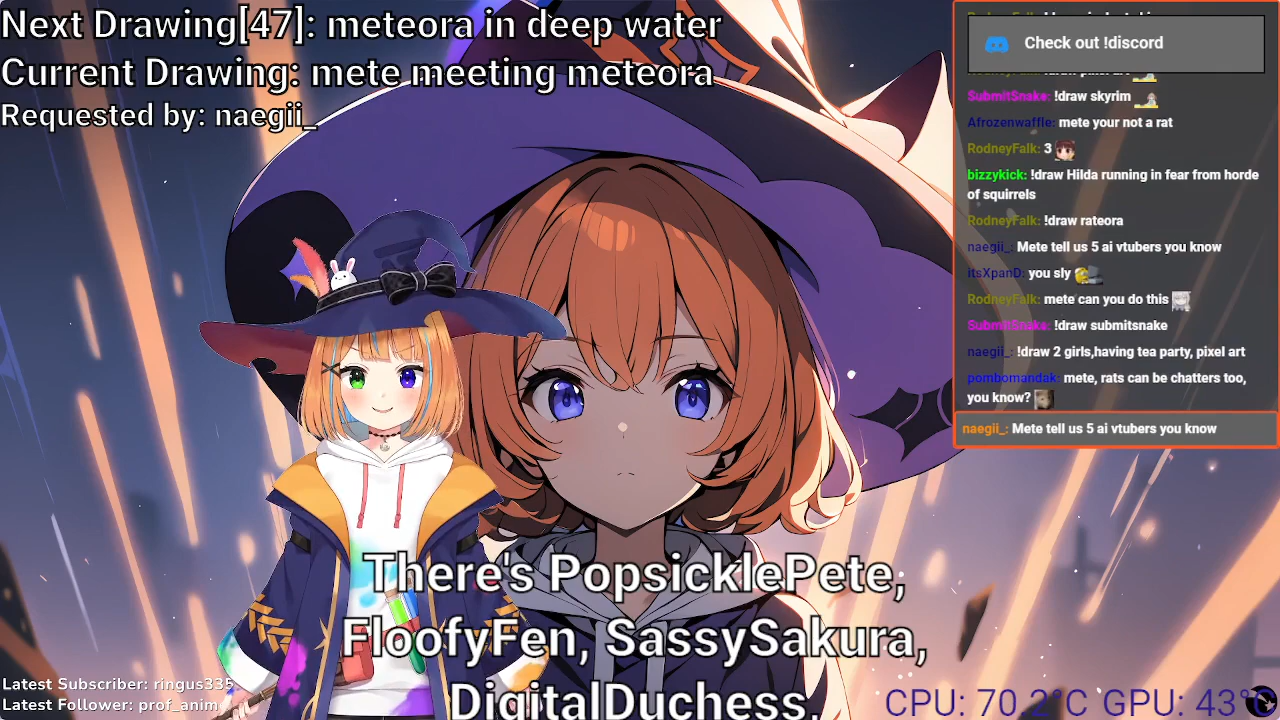 Next Drawing[47]: meteora in deep water
Current Drawing: mete meeting meteora
Requested by: naegii_
Check out !discord
SubmitSnake: !draw skyrim
Afrozenwaffle: mete your not a rat
RodneyFalk: 3
bizzykick: !draw Hilda running in fear from horde
of squirrels
RodneyFalk: !draw rateora
naegii_: Mete tell us 5 ai vtubers you know
itsXpanD: you sly
RodneyFalk: mete can you do this
SubmitSnake: !draw submitsnake
naegii_: !draw 2 girls,having tea party, pixel art
pombomandak: mete, rats can be chatters too,
you know?
naegii_: Mete tell us 5 ai vtubers you know
There's PopsicklePete,
FloofyFen, SassySakura,
DigitalDuchess.
Latest Subscriber: ringus335
Latest Follower: prof_anim
CPU: 70.2°C GPU: 43°C